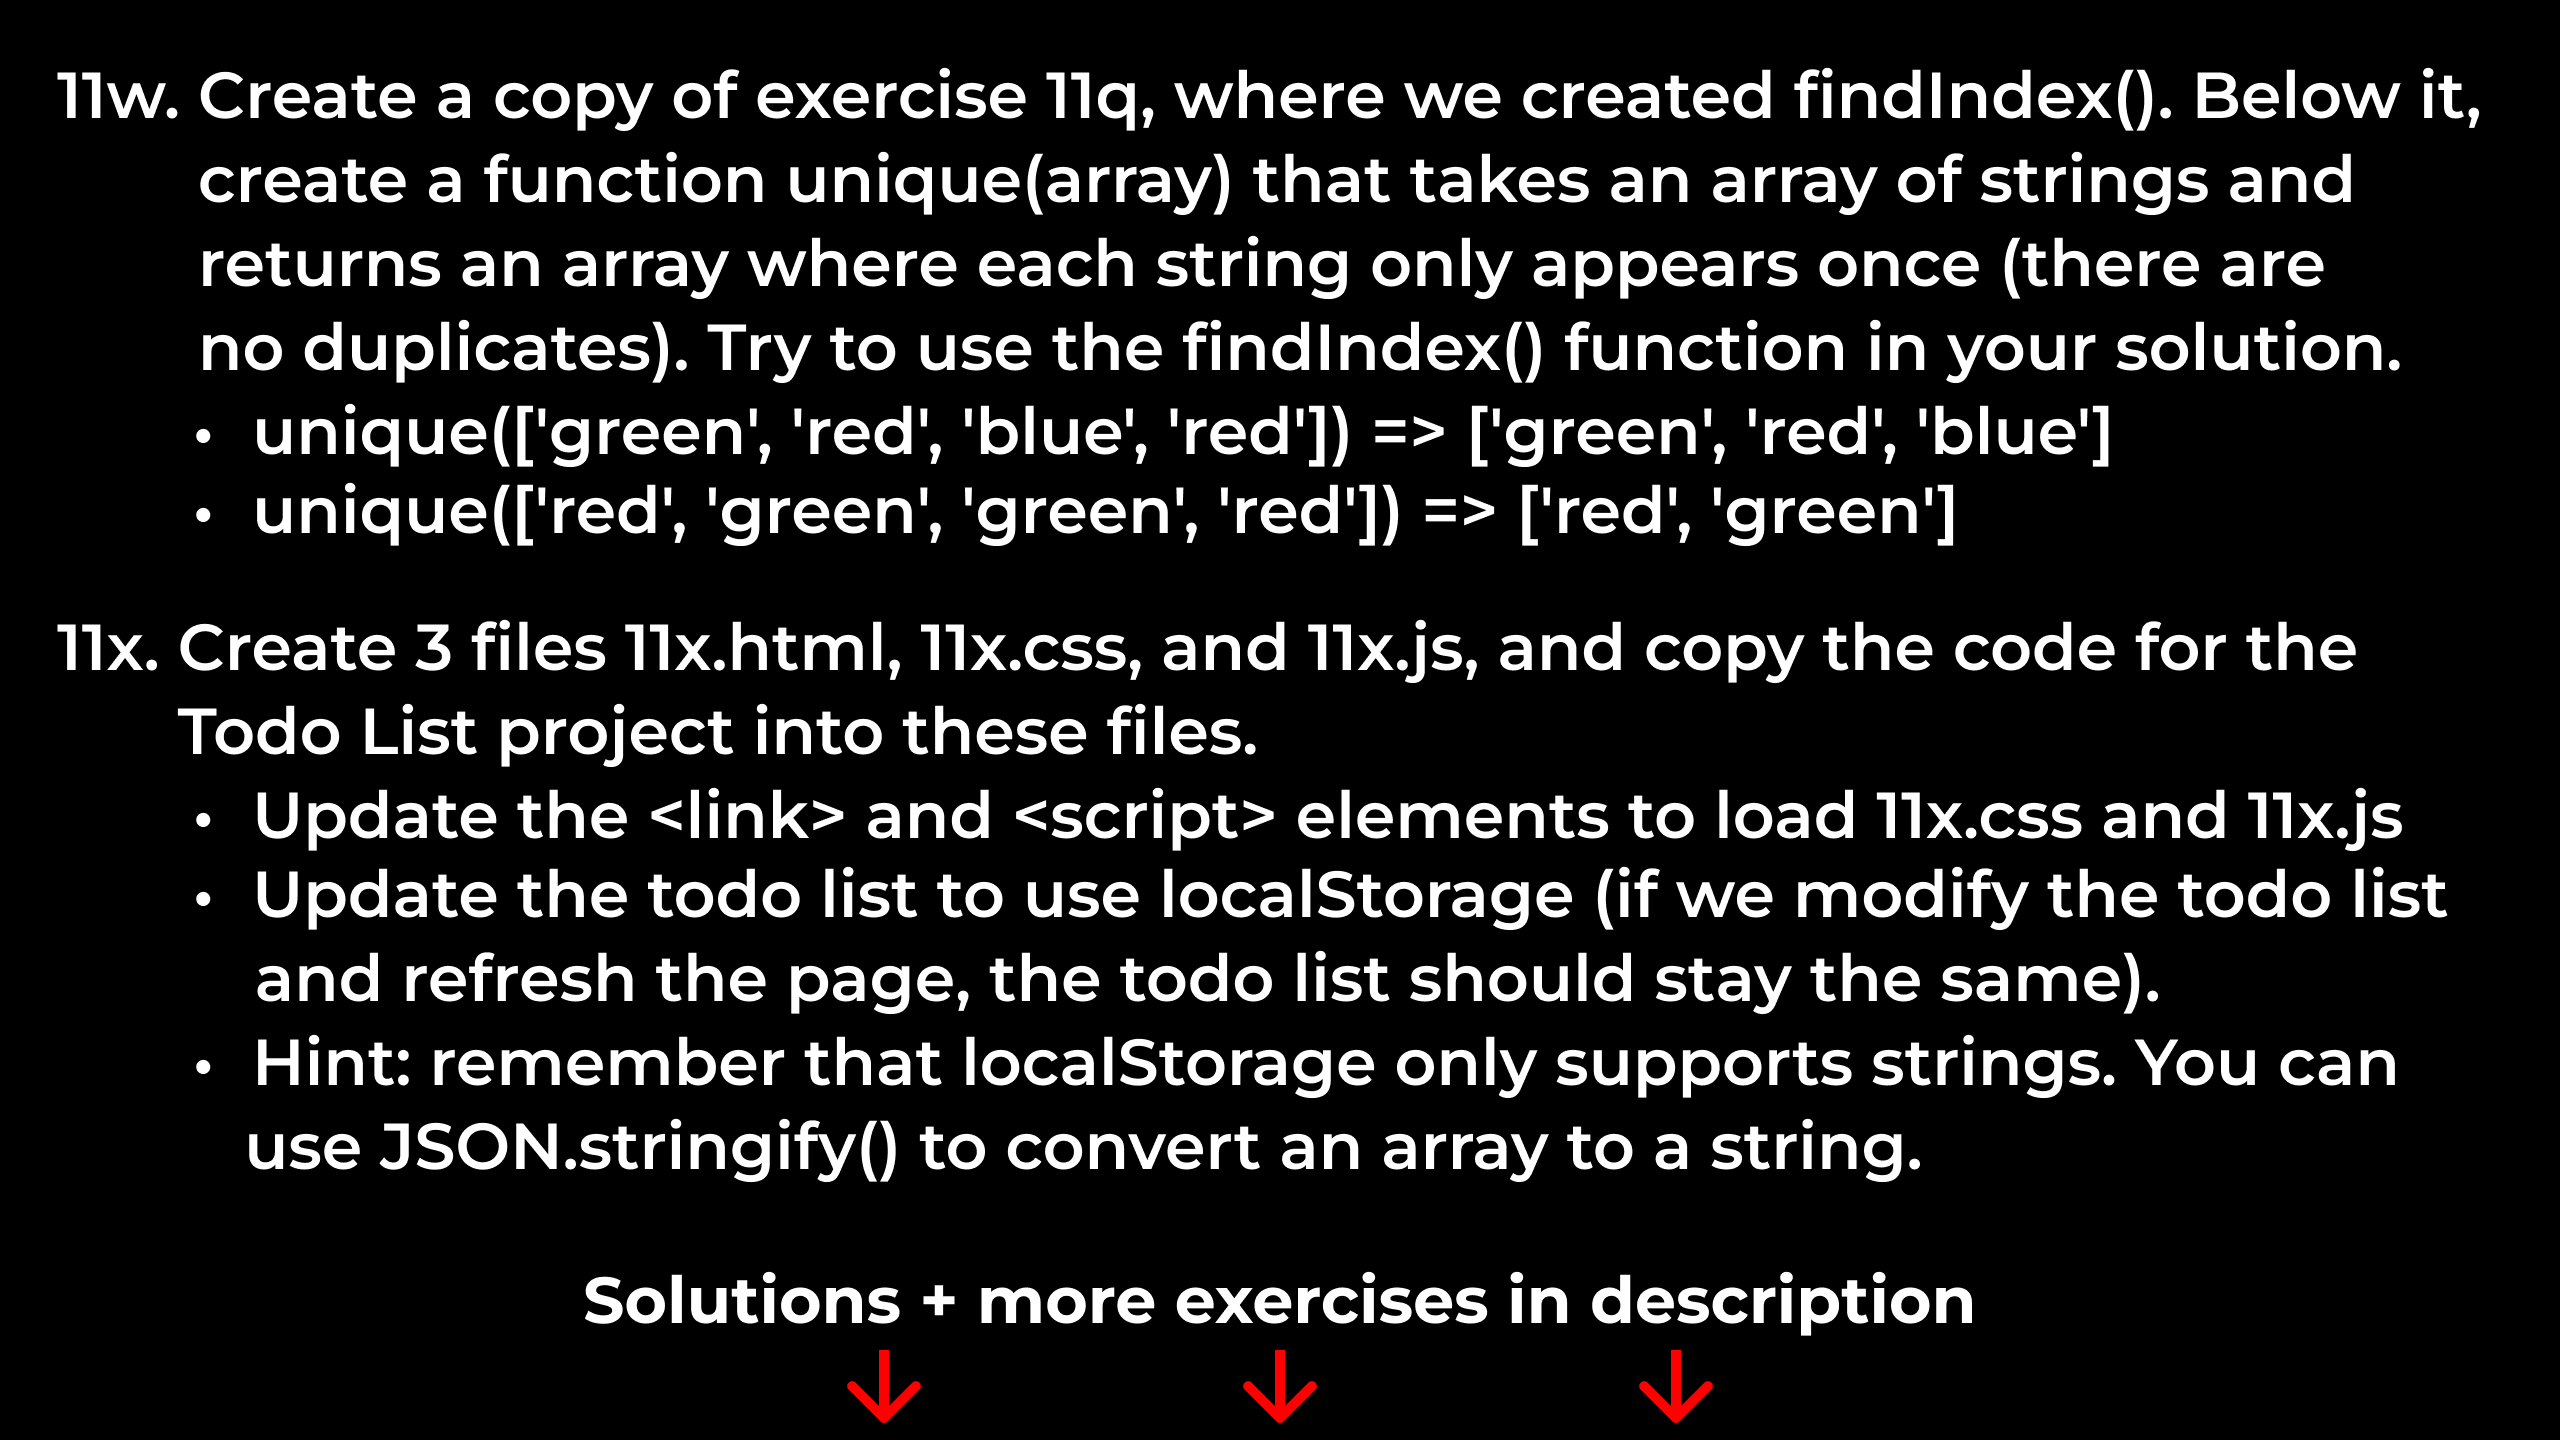 11w. Create a copy of exercise 11q, where we created findIndex(). Below it,
create a function unique(array) that takes an array of strings and
returns an array where each string only appears once (there are
no duplicates). Try to use the findIndex() function in your solution.
• unique(['green', 'red', 'blue', 'red']) => ['green', 'red', 'blue']
• unique(['red', 'green', 'green', 'red']) => ['red', 'green']
11x. Create 3 files 11x.html, 11x.css, and 11x.js, and copy the code for the
Todo List project into these files.
• Update the <link> and <script> elements to load 11x.css and 11x.js
• Update the todo list to use localStorage (if we modify the todo list
and refresh the page, the todo list should stay the same).
• Hint: remember that localStorage only supports strings. You can
use JSON.stringify() to convert an array to a string.
Solutions + more exercises in description